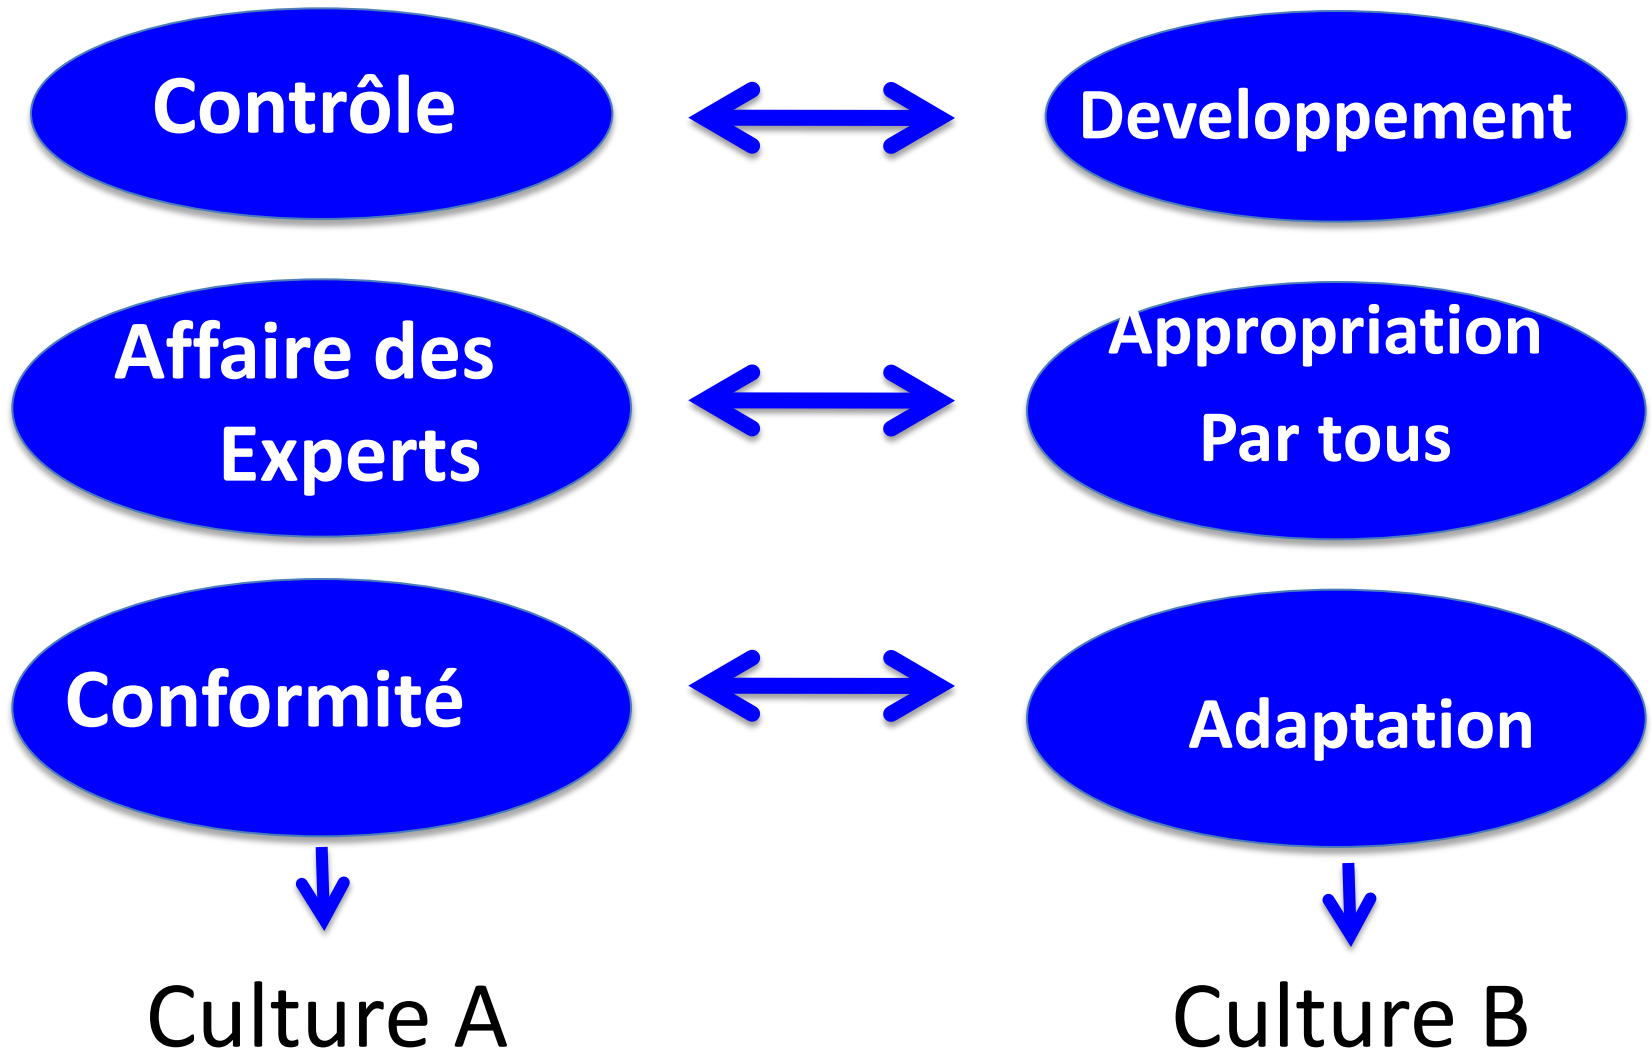 Contrôle
Developpement
Affaire des
Experts
Appropriation
Par tous
Conformité
Adaptation
Culture A
Culture B